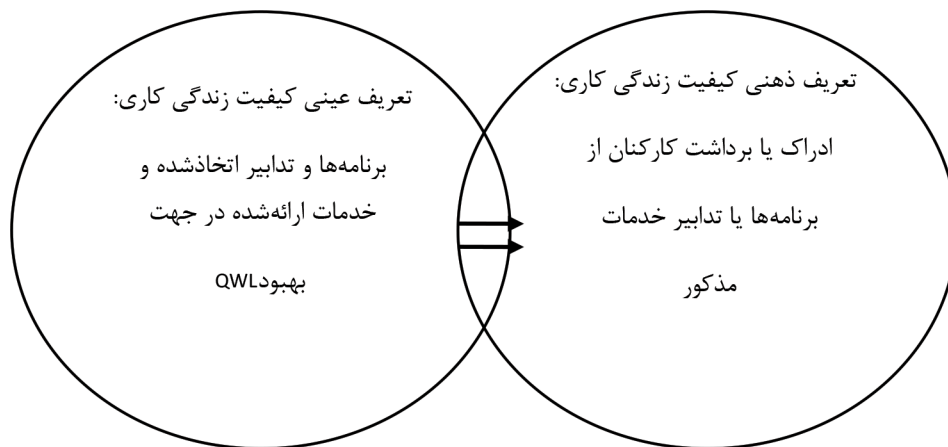 تعریف ذهنی کیفیت زندگی کاری:
ادراک یا برداشت کارکنان از
برنامه‌ها یا تدابیر خدمات
مذکور
تعریف عینی کیفیت زندگی کاری:
برنامه‌ها و تدابیر اتخاذشده و
خدمات ارائه‌شده در جهت
بهبودQWL